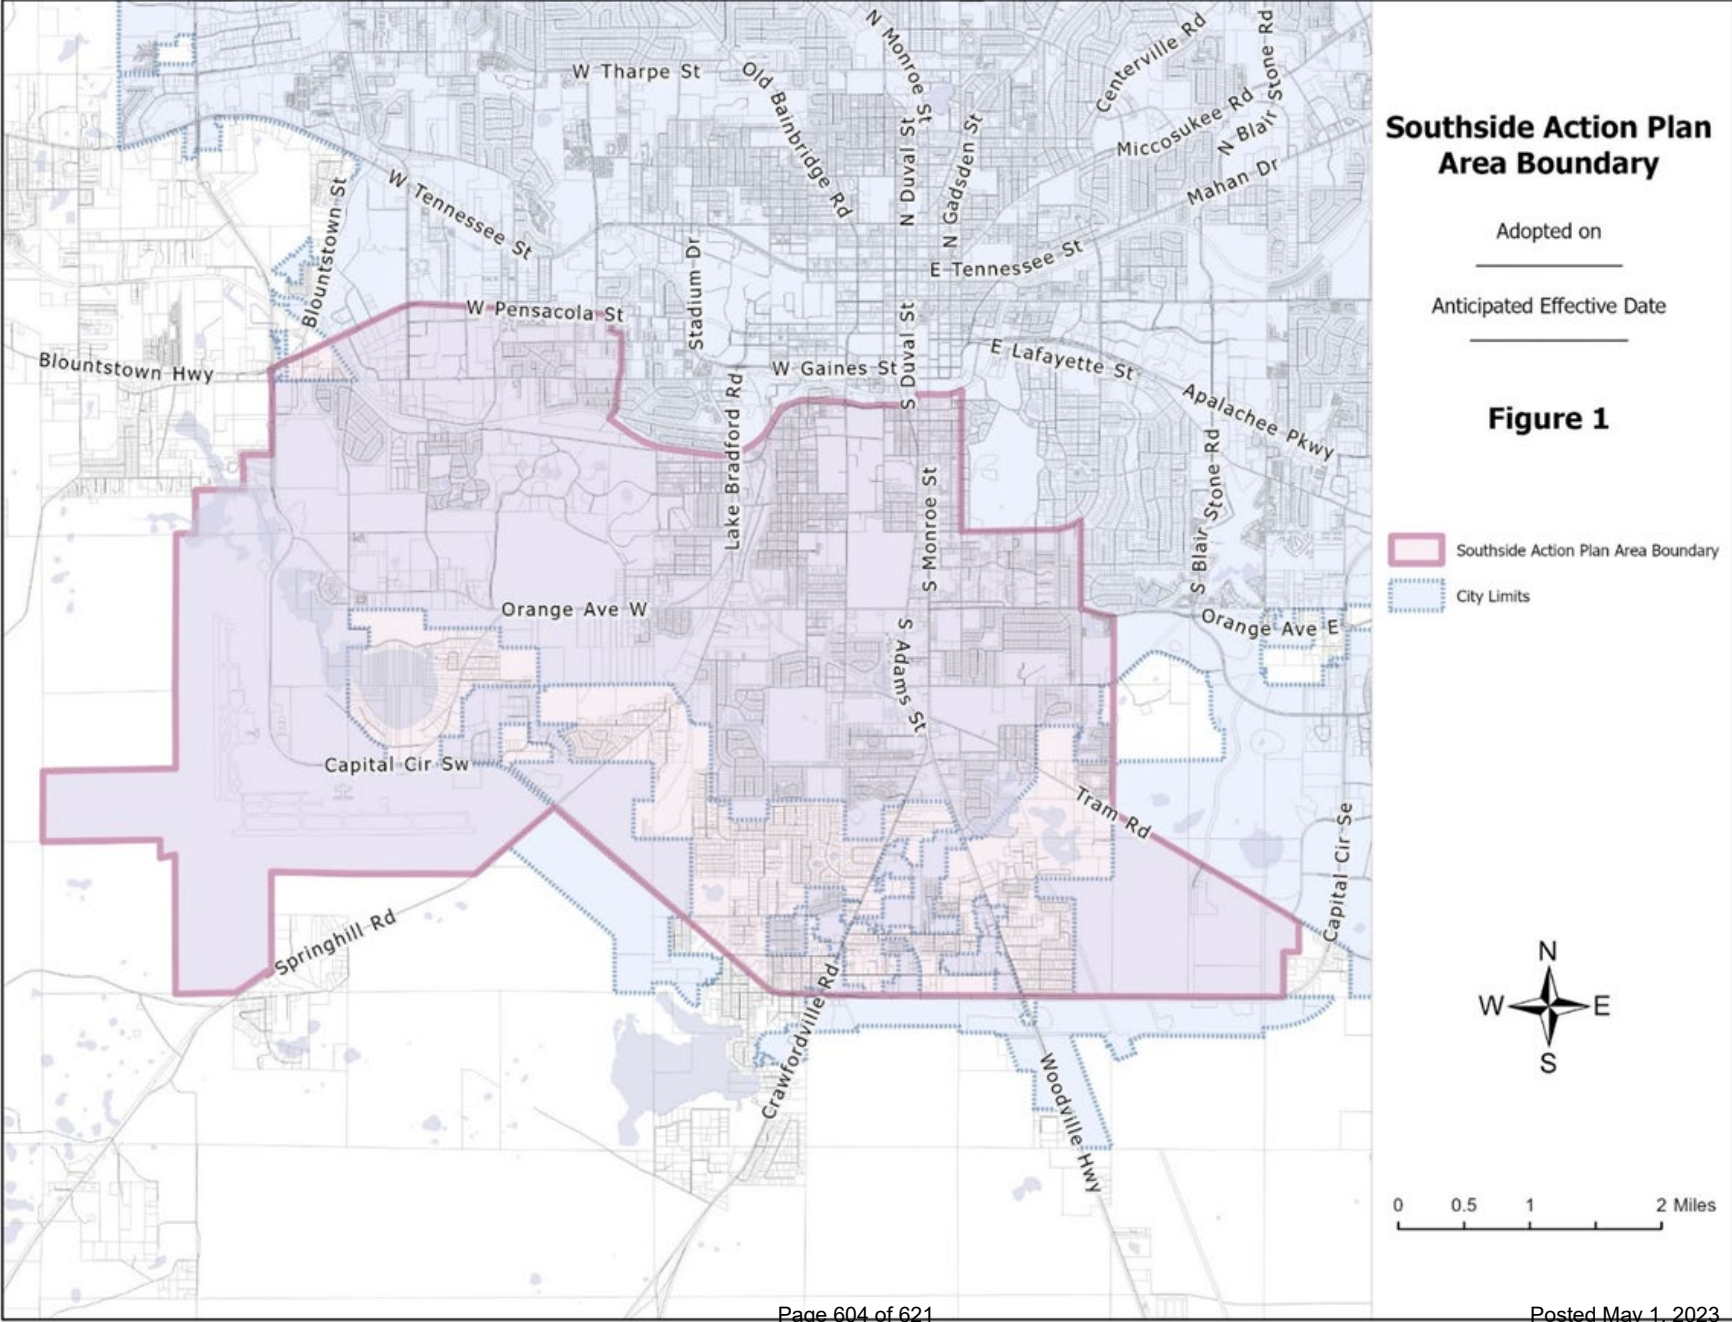 N Monroe St
Centerville Rd
N Blair Stone Rd
W Tharpe St
Old Bainbridge Rd
Miccosukee Rd
N Duval St
N Gadsden St
Mahan Dr
W Tennessee St
Blountstown St
Stadium Dr
E Tennessee St
W Pensacola St
S Duval St
Blountstown Hwy
W Gaines St
E Lafayette St
Apalachee Pkwy
Lake Bradford Rd
S Monroe St
S Blair Stone Rd
Orange Ave W
Orange Ave E
S Adams St
Capital Cir Sw
Tram Rd
Capital Cir Se
Springhill Rd
Crawfordville Rd
Woodville Hwy
Southside Action Plan
Area Boundary
Adopted on
Anticipated Effective Date
Figure 1
Southside Action Plan Area Boundary
City Limits
N
W E
S
0 0.5 1 2 Miles
Page 604 of 621
Posted May 1, 2023